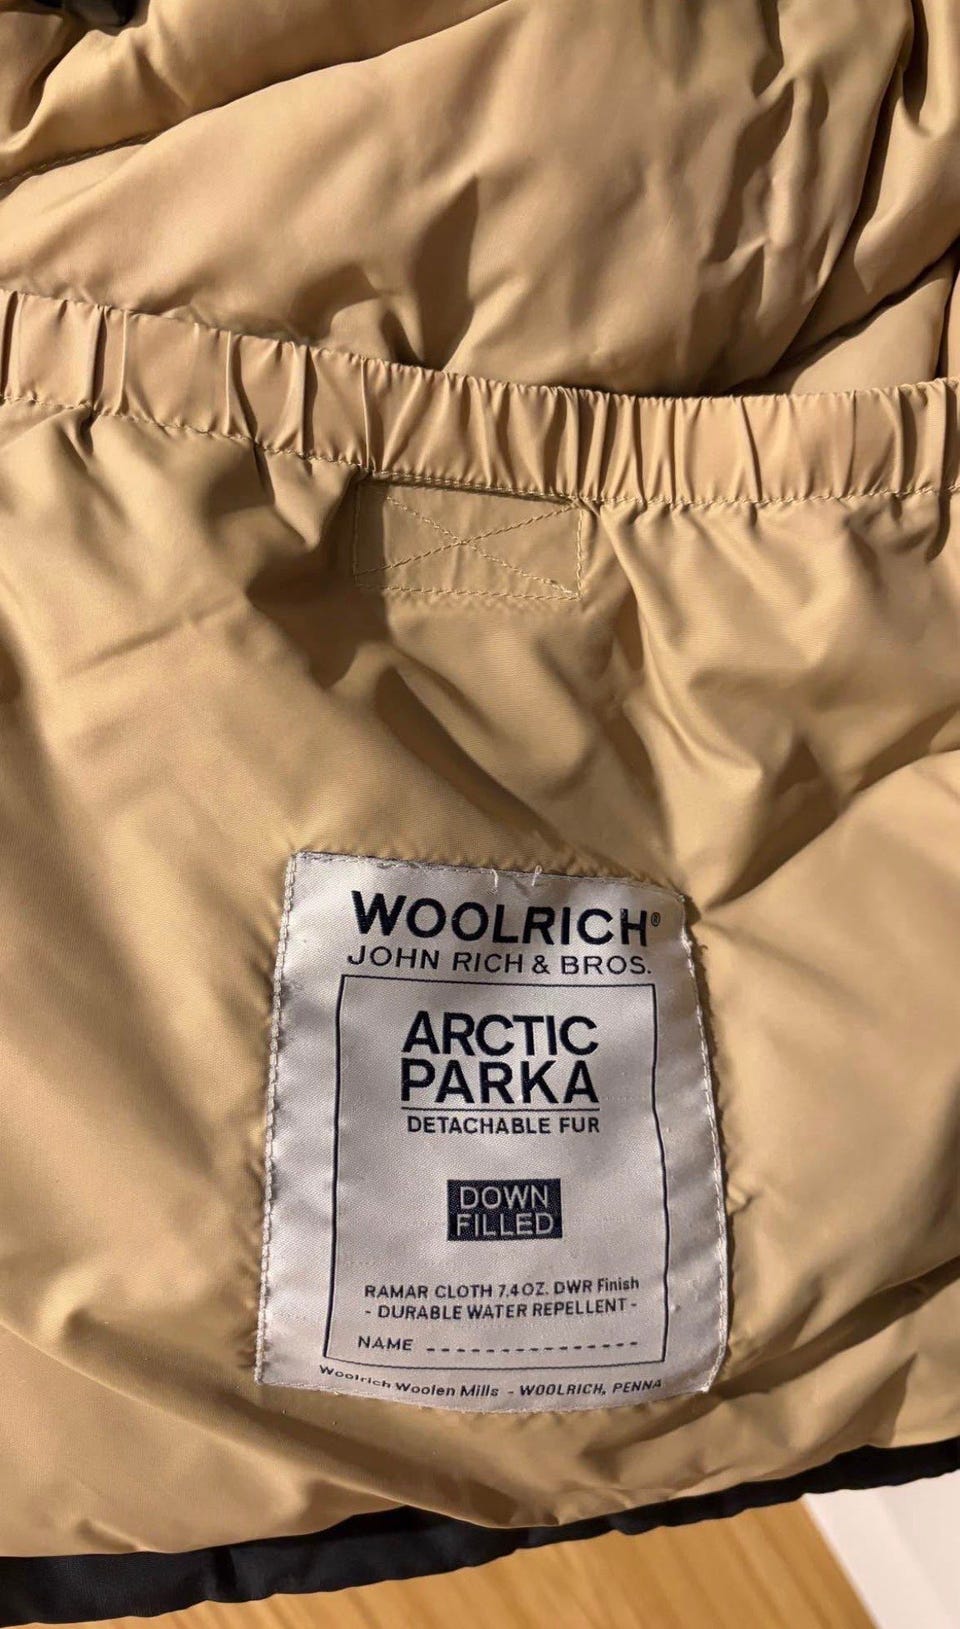 WOOLRICH®
JOHN RICH & BROS.
ARCTIC
PARKA
DETACHABLE FUR
DOWN
FILLED
RAMAR CLOTH 7.4 OZ. DWR Finish
- DURABLE WATER REPELLENT -
NAME ---------------
Woolrich Woolen Mills - WOOLRICH, PENNA